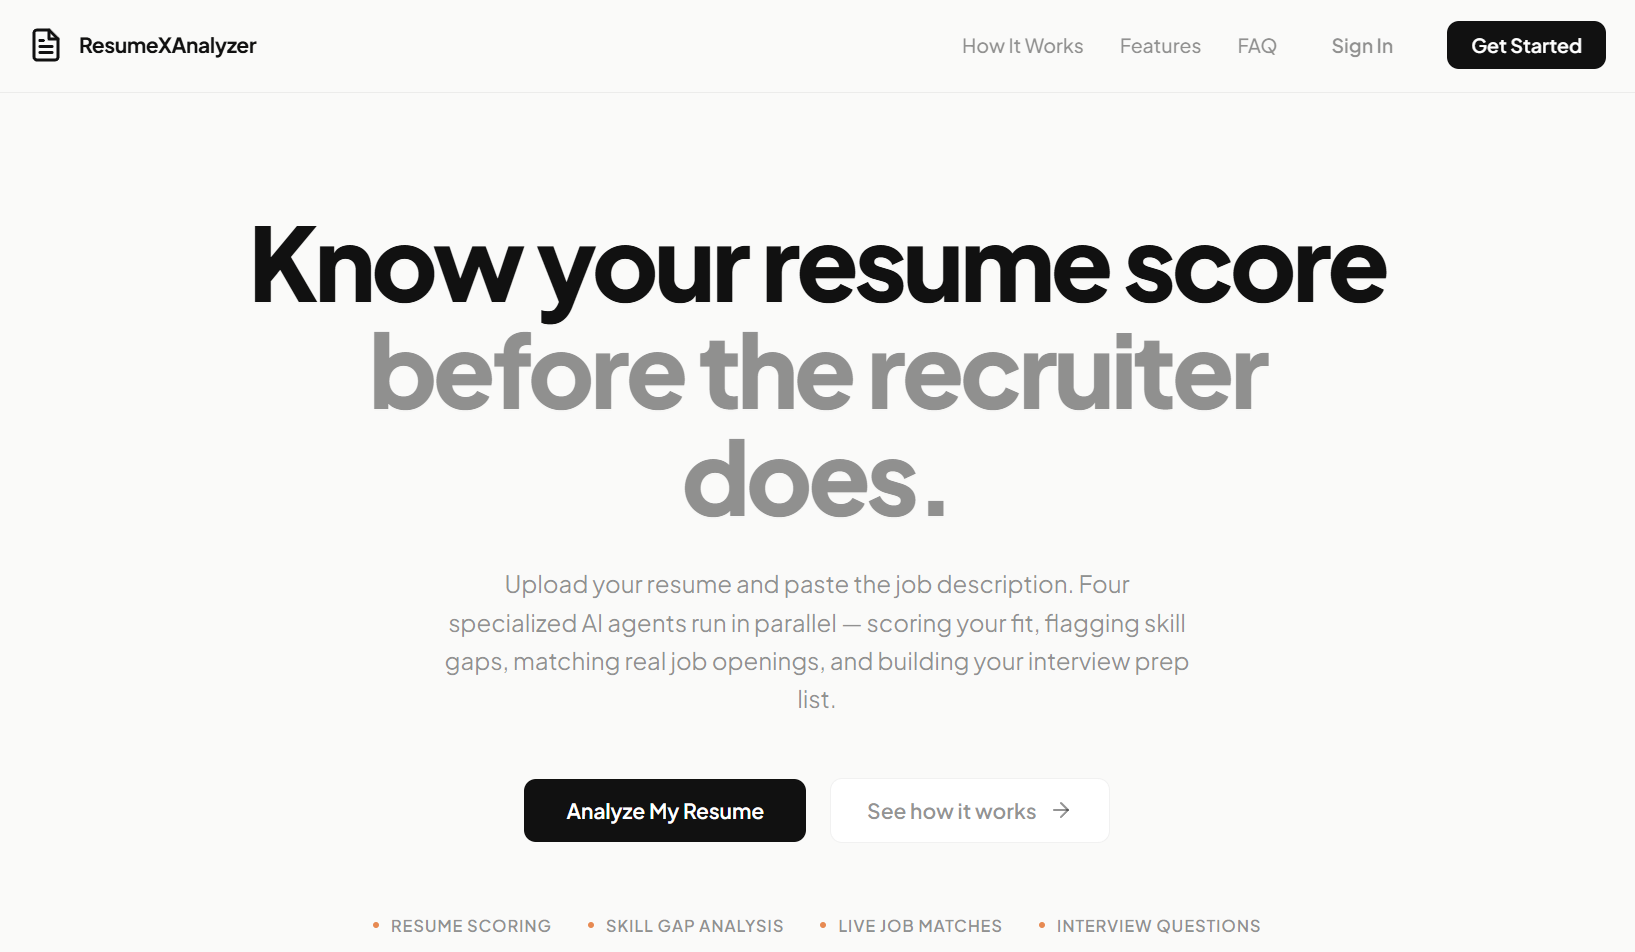 ResumeXAnalyzer
How It Works
Features
FAQ
Sign In
Get Started
Know your resume score
before the recruiter
does.
Upload your resume and paste the job description. Four
specialized AI agents run in parallel — scoring your fit, flagging skill
gaps, matching real job openings, and building your interview prep
list.
Analyze My Resume
See how it works →
• RESUME SCORING
• SKILL GAP ANALYSIS
• LIVE JOB MATCHES
• INTERVIEW QUESTIONS